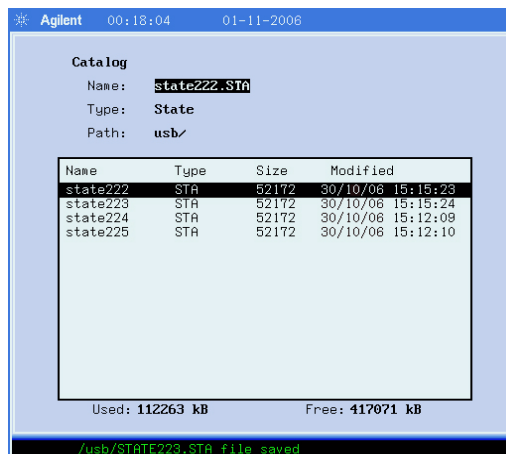 Agilent 00:18:04 01-11-2006
Catalog
Name: state222.STA
Type: State
Path: usb/
Name Type Size Modified
state222 STA 52172 30/10/06 15:15:23
state223 STA 52172 30/10/06 15:15:24
state224 STA 52172 30/10/06 15:12:09
state225 STA 52172 30/10/06 15:12:10
Used: 112263 kB Free: 417071 kB
/usb/STATE223.STA file saved